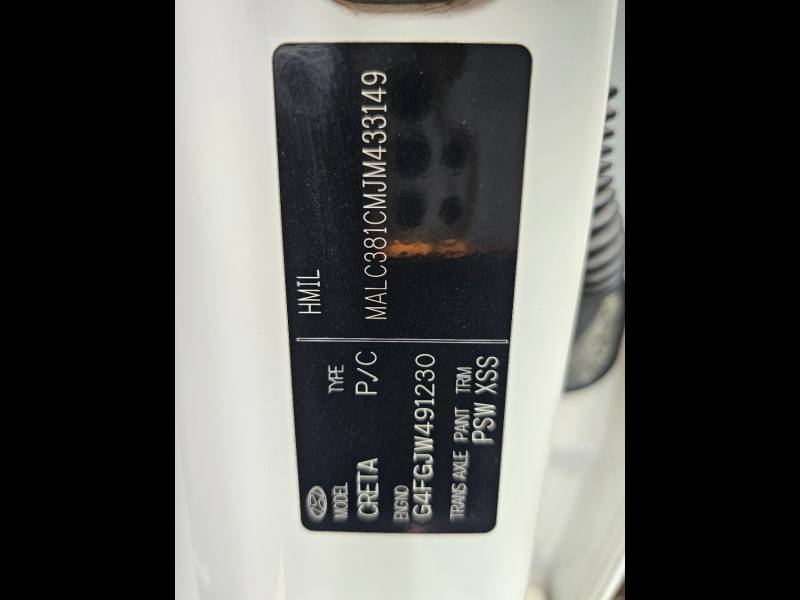 HMIL
MODEL TYPE
CRETA P/C MALC381CMJM433149
ENGNO
G4FGJW491230
TRANS AXLE PAINT TRIM
PSW XSS